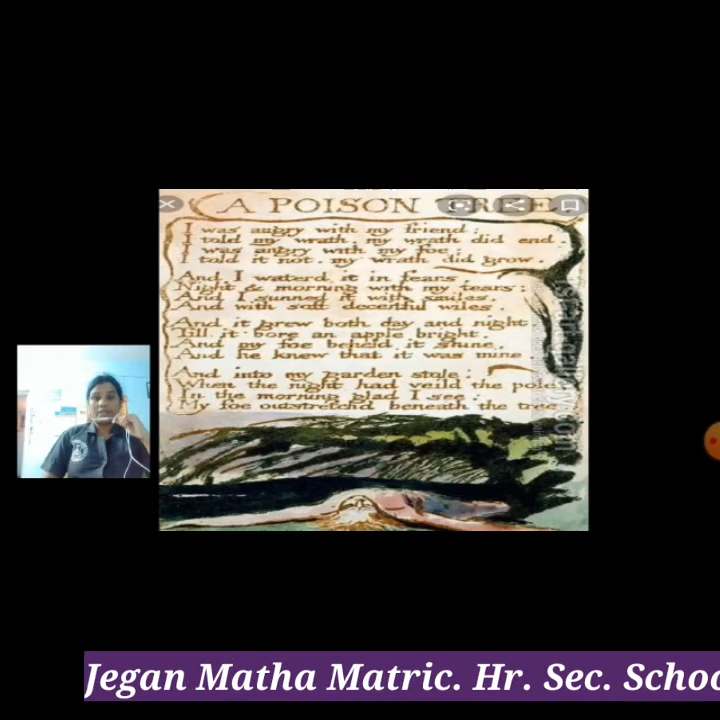 A POISON TREE
I was angry with my friend;
I told my wrath, my wrath did end.
I was angry with my foe:
I told it not, my wrath did grow.
And I waterd it in fears,
Night & morning with my tears:
And I sunned it with smiles,
And with soft deceitful wiles.
And it grew both day and night
Till it bore an apple bright.
And my foe beheld it shine,
And he knew that it was mine
And into my garden stole:
When the night had veild the pole
In the morning glad I see:
My foe outstretchd beneath the tree
Jegan Matha Matric. Hr. Sec.